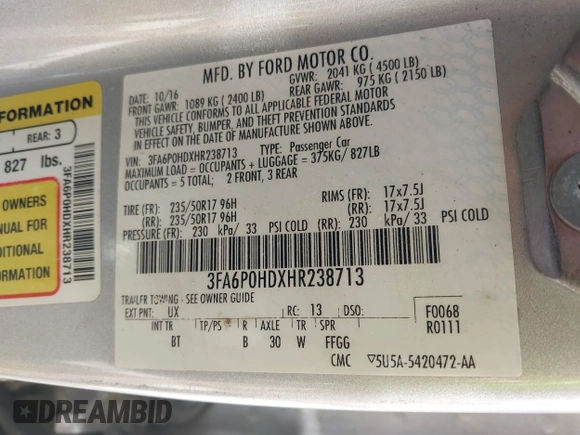 FORMATION
REAR: 3
827 lbs.
OWNERS
NUAL FOR
DITIONAL
ORMATION
3FA6P0HDXHR238713
MFD. BY FORD MOTOR CO.
DATE: 10/16 GVWR: 2041 KG ( 4500 LB)
FRONT GAWR: 1089 KG ( 2400 LB) REAR GAWR: 975 KG ( 2150 LB)
THIS VEHICLE CONFORMS TO ALL APPLICABLE FEDERAL MOTOR
VEHICLE SAFETY, BUMPER, AND THEFT PREVENTION STANDARDS
IN EFFECT ON THE DATE OF MANUFACTURE SHOWN ABOVE.
VIN: 3FA6P0HDXHR238713 TYPE: Passenger Car
MAXIMUM LOAD = OCCUPANTS + LUGGAGE = 375KG/ 827LB
OCCUPANTS = 5 TOTAL; 2 FRONT, 3 REAR
TIRE (FR): 235/50R17 96H RIMS (FR): 17x7.5J
(RR): 235/50R17 96H (RR): 17x7.5J
PRESSURE (FR): 230 kPa/ 33 PSI COLD (RR): 230 kPa/ 33 PSI COLD
3FA6P0HDXHR238713
TRAILER TOWING - SEE OWNER GUIDE
EXT PNT: UX RC: 13 DSO: F0068
R0111
INT TR TP/PS R AXLE TR SPR
BT B 30 W FFGG
CMC ▽5U5A-5420472-AA
DREAMBID